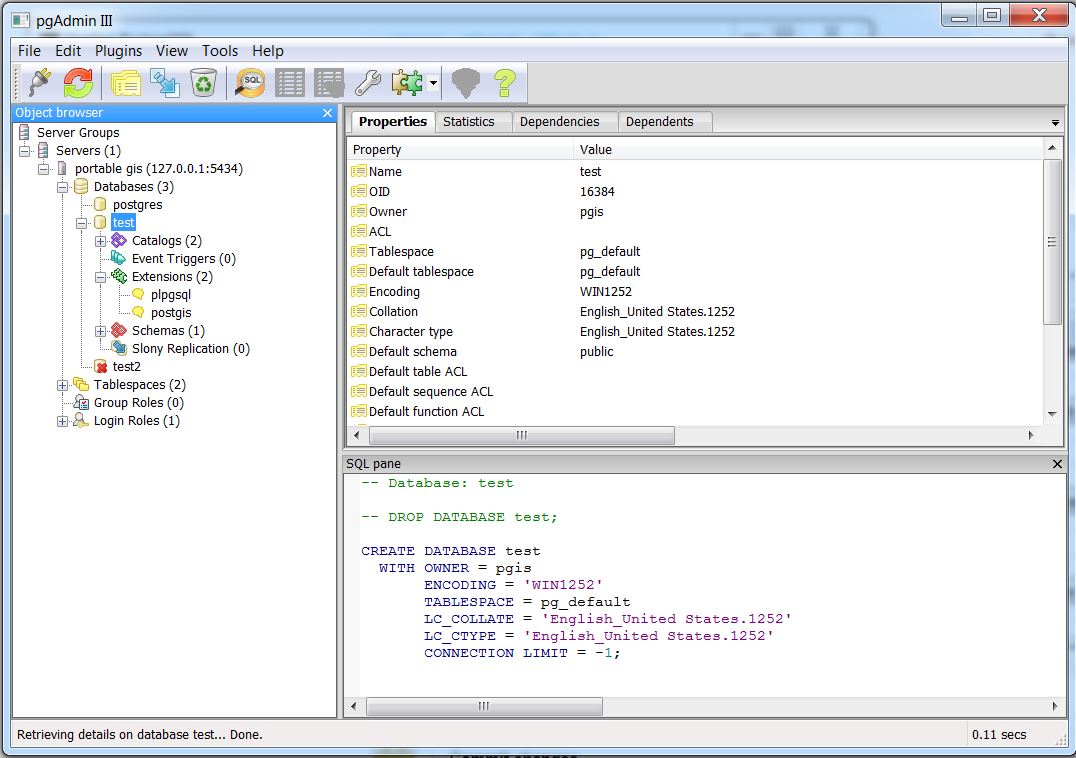 pgAdmin III
File Edit Plugins View Tools Help
SQL
Object browser
Server Groups
Servers (1)
portable gis (127.0.0.1:5434)
Databases (3)
postgres
test
Catalogs (2)
Event Triggers (0)
Extensions (2)
plpgsql
postgis
Schemas (1)
Slony Replication (0)
test2
Tablespaces (2)
Group Roles (0)
Login Roles (1)
Properties Statistics Dependencies Dependents
Property Value
Name test
OID 16384
Owner pgis
ACL
Tablespace pg_default
Default tablespace pg_default
Encoding WIN1252
Collation English_United States.1252
Character type English_United States.1252
Default schema public
Default table ACL
Default sequence ACL
Default function ACL
SQL pane
-- Database: test
-- DROP DATABASE test;
CREATE DATABASE test
WITH OWNER = pgis
ENCODING = 'WIN1252'
TABLESPACE = pg_default
LC_COLLATE = 'English_United States.1252'
LC_CTYPE = 'English_United States.1252'
CONNECTION LIMIT = -1;
Retrieving details on database test... Done. 0.11 secs